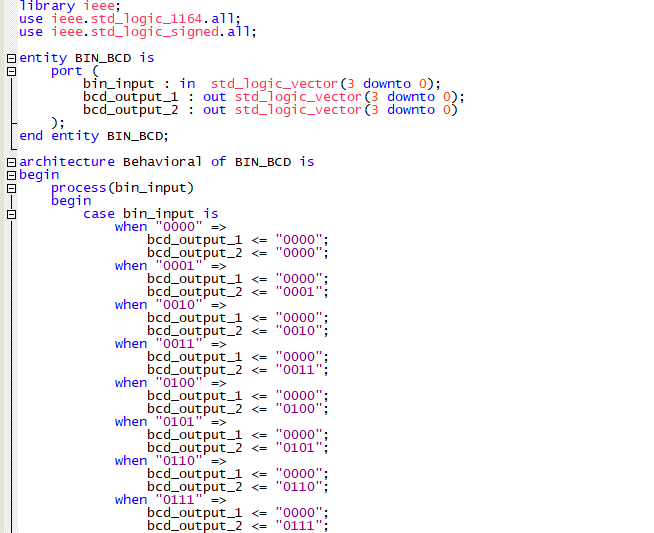 library ieee;
use ieee.std_logic_1164.all;
use ieee.std_logic_signed.all;
entity BIN_BCD is
port (
bin_input : in  std_logic_vector(3 downto 0);
bcd_output_1 : out std_logic_vector(3 downto 0);
bcd_output_2 : out std_logic_vector(3 downto 0)
);
end entity BIN_BCD;
architecture Behavioral of BIN_BCD is
begin
process(bin_input)
begin
case bin_input is
when "0000" =>
bcd_output_1 <= "0000";
bcd_output_2 <= "0000";
when "0001" =>
bcd_output_1 <= "0000";
bcd_output_2 <= "0001";
when "0010" =>
bcd_output_1 <= "0000";
bcd_output_2 <= "0010";
when "0011" =>
bcd_output_1 <= "0000";
bcd_output_2 <= "0011";
when "0100" =>
bcd_output_1 <= "0000";
bcd_output_2 <= "0100";
when "0101" =>
bcd_output_1 <= "0000";
bcd_output_2 <= "0101";
when "0110" =>
bcd_output_1 <= "0000";
bcd_output_2 <= "0110";
when "0111" =>
bcd_output_1 <= "0000";
bcd_output_2 <= "0111";